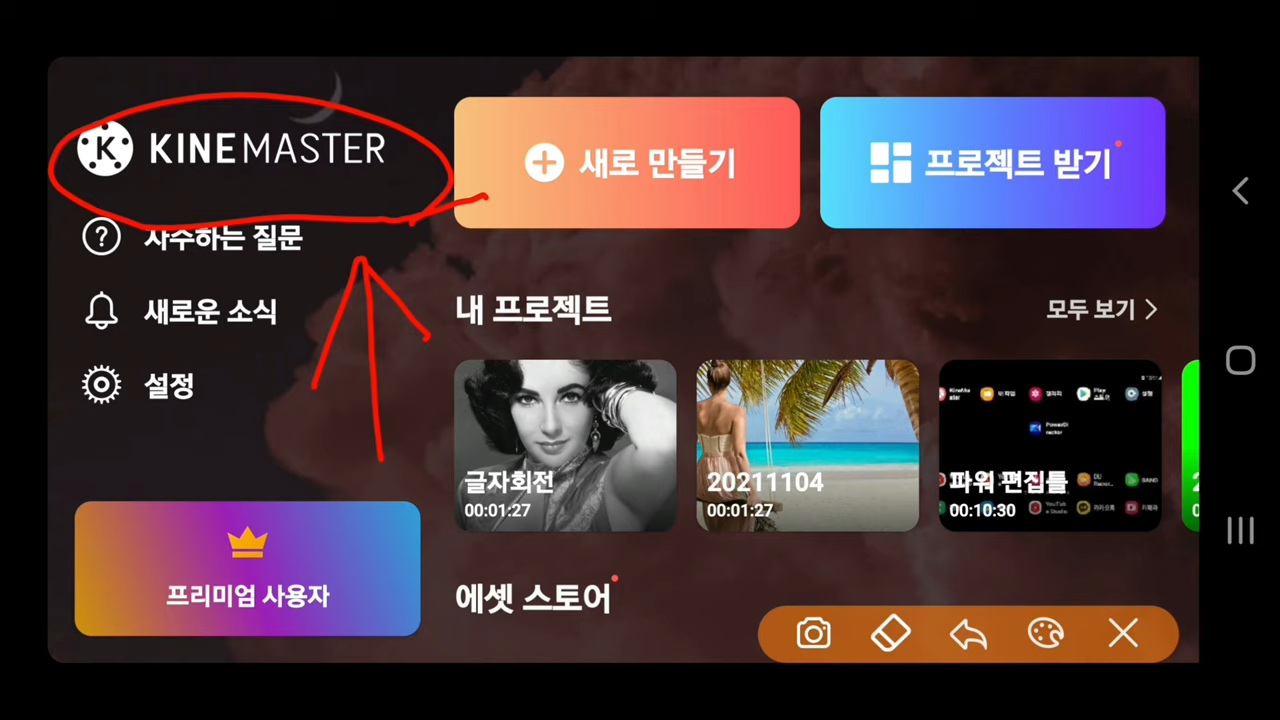 KINEMASTER
자주하는 질문
새로운 소식
설정
프리미엄 사용자
새로 만들기
프로젝트 받기
내 프로젝트
모두 보기
글자회전
00:01:27
20211104
00:01:27
파워 편집틀
00:10:30
에셋 스토어